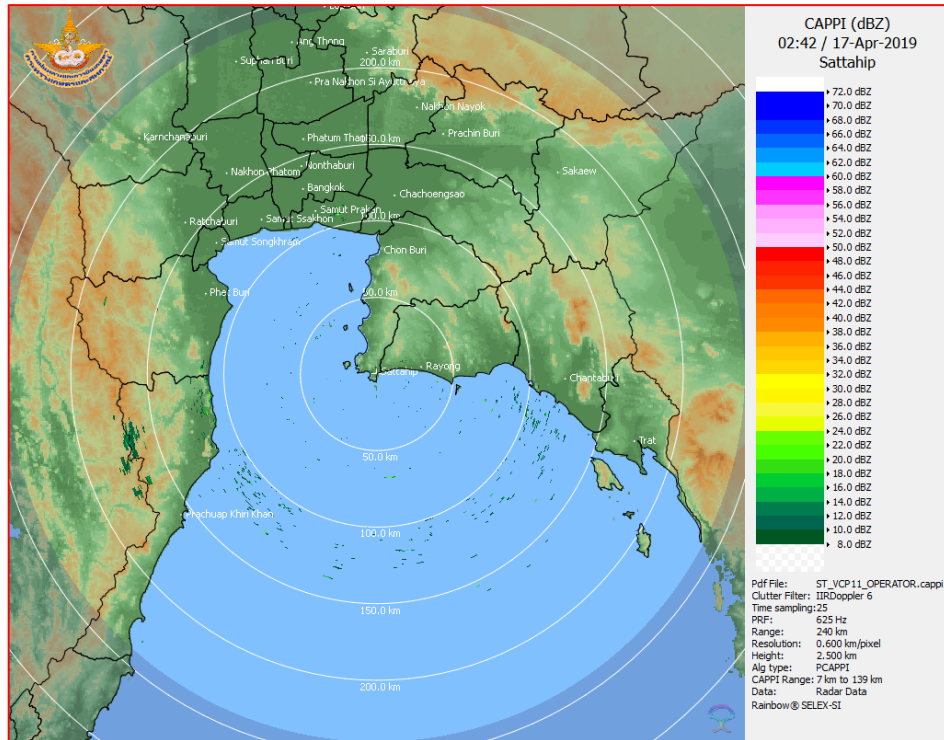 CAPPI (dBZ)
02:42 / 17-Apr-2019
Sattahip
72.0 dBZ
70.0 dBZ
68.0 dBZ
66.0 dBZ
64.0 dBZ
62.0 dBZ
60.0 dBZ
58.0 dBZ
56.0 dBZ
54.0 dBZ
52.0 dBZ
50.0 dBZ
48.0 dBZ
46.0 dBZ
44.0 dBZ
42.0 dBZ
40.0 dBZ
38.0 dBZ
36.0 dBZ
34.0 dBZ
32.0 dBZ
30.0 dBZ
28.0 dBZ
26.0 dBZ
24.0 dBZ
22.0 dBZ
20.0 dBZ
18.0 dBZ
16.0 dBZ
14.0 dBZ
12.0 dBZ
10.0 dBZ
8.0 dBZ
Pdf File: ST_VCP11_OPERATOR.cappi
Clutter Filter: IIRDoppler 6
Time sampling:25
PRF: 625 Hz
Range: 240 km
Resolution: 0.600 km/pixel
Height: 2.500 km
Alg type: PCAPPI
CAPPI Range: 7 km to 139 km
Data: Radar Data
Rainbow® SELEX-SI
Ang Thong
Saraburi
Suphan Buri
200.0 km
Pra Nakhon Si Ayutthaya
Nakhon Nayok
Karnchanaburi
Phatum Thani
Prachin Buri
Nonthaburi
Nakhon Phatom
Sakaew
Bangkok
Chachoengsao
Samut Prakan
Ratchaburi
Samut Ssakhon
Samut Songkhram
Chon Buri
Phet Buri
Sattahip
Rayong
Chantaburi
Trat
50.0 km
Prachuap Khiri Khan
100.0 km
150.0 km
200.0 km